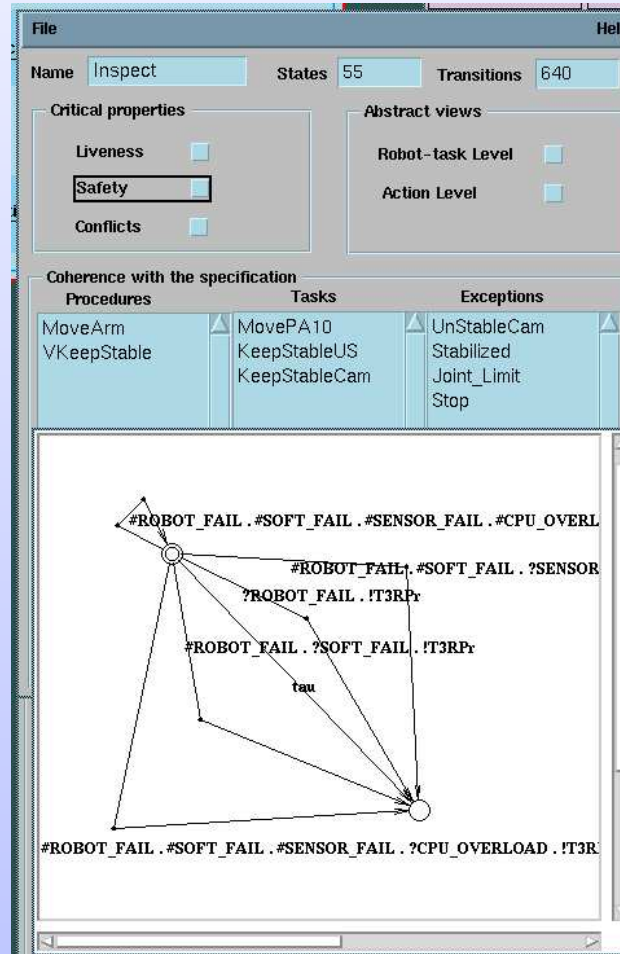 File Hel
Name Inspect States 55 Transitions 640
Critical properties Abstract views
Liveness Robot-task Level
Safety Action Level
Conflicts
Coherence with the specification
Procedures Tasks Exceptions
MoveArm MovePA10 UnStableCam
VKeepStable KeepStableUS Stabilized
KeepStableCam Joint_Limit
Stop
#ROBOT_FAIL . #SOFT_FAIL . #SENSOR_FAIL . #CPU_OVERL
#ROBOT_FAIL . #SOFT_FAIL . ?SENSOR
?ROBOT_FAIL . !T3RPr
#ROBOT_FAIL . ?SOFT_FAIL . !T3RPr
tau
#ROBOT_FAIL . #SOFT_FAIL . #SENSOR_FAIL . ?CPU_OVERLOAD . !T3R